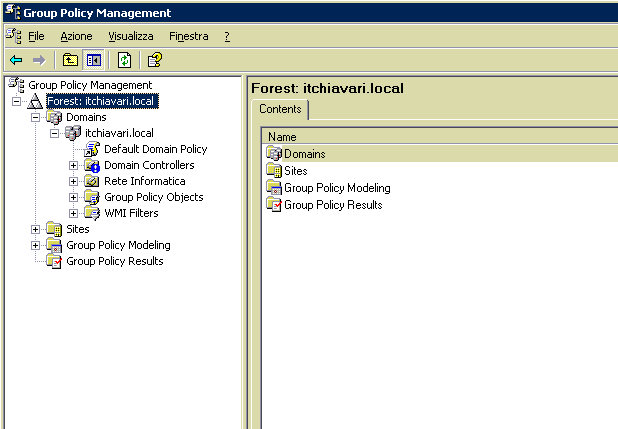 Group Policy Management
File Azione Visualizza Finestra ?
Group Policy Management
Forest: itchiavari.local
Domains
itchiavari.local
Default Domain Policy
Domain Controllers
Rete Informatica
Group Policy Objects
WMI Filters
Sites
Group Policy Modeling
Group Policy Results
Forest: itchiavari.local
Contents
Name
Domains
Sites
Group Policy Modeling
Group Policy Results